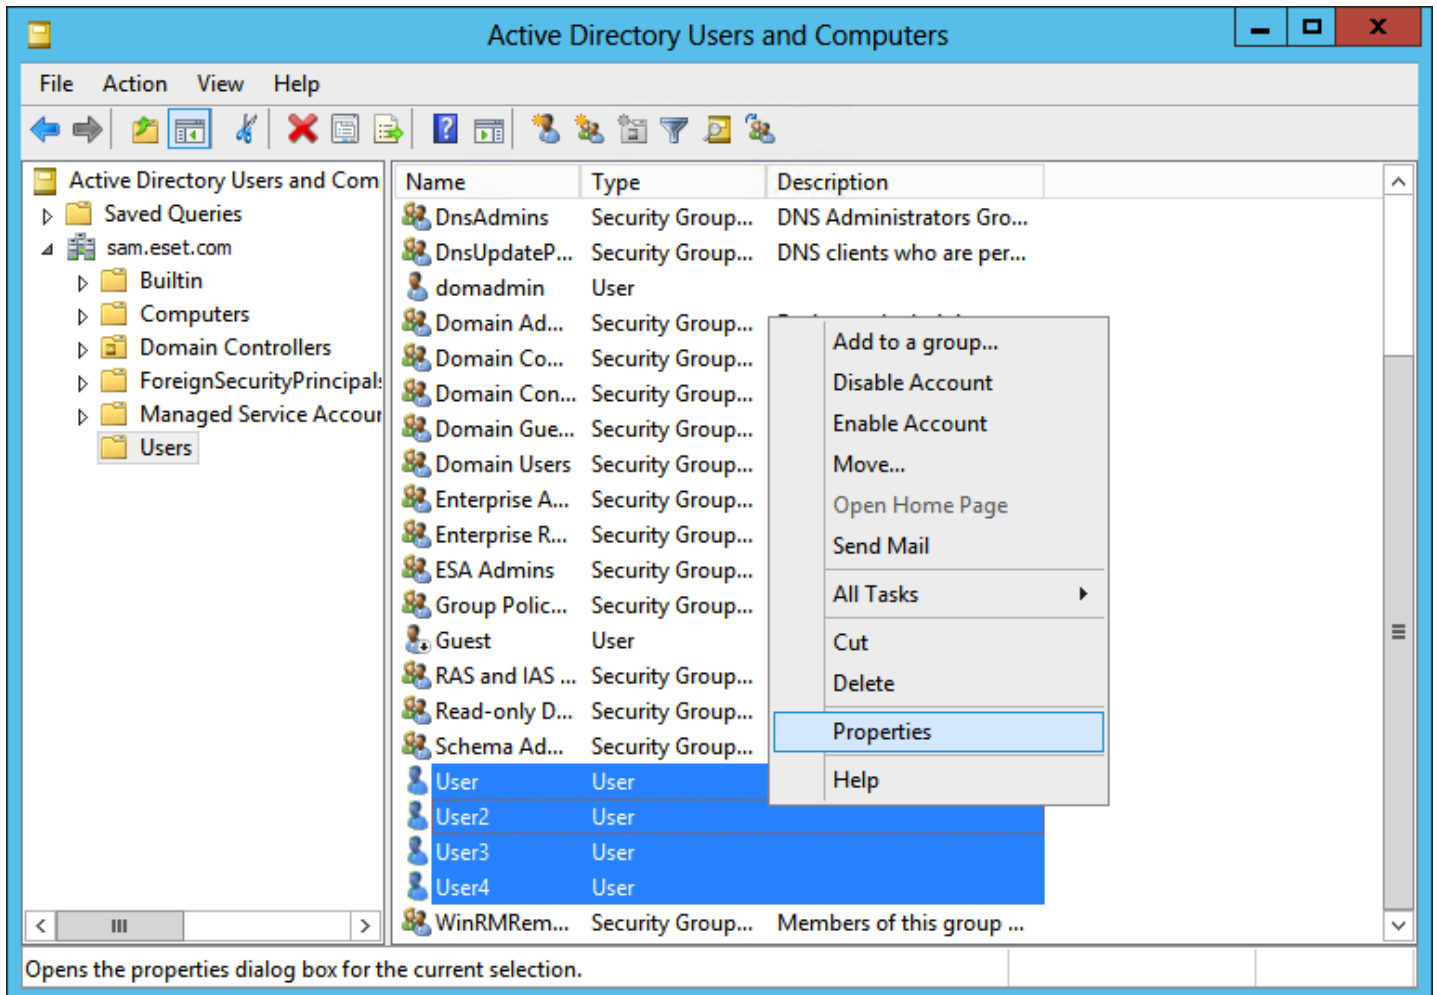 Active Directory Users and Computers
File Action View Help
Active Directory Users and Com
Saved Queries
sam.eset.com
Builtin
Computers
Domain Controllers
ForeignSecurityPrincipals
Managed Service Accour
Users
Name Type Description
DnsAdmins Security Group... DNS Administrators Gro...
DnsUpdateP... Security Group... DNS clients who are per...
domadmin User
Domain Ad... Security Group...
Domain Co... Security Group...
Domain Con... Security Group...
Domain Gue... Security Group...
Domain Users Security Group...
Enterprise A... Security Group...
Enterprise R... Security Group...
ESA Admins Security Group...
Group Polic... Security Group...
Guest User
RAS and IAS ... Security Group...
Read-only D... Security Group...
Schema Ad... Security Group...
User User
User2 User
User3 User
User4 User
WinRMRem... Security Group... Members of this group ...
Add to a group...
Disable Account
Enable Account
Move...
Open Home Page
Send Mail
All Tasks
Cut
Delete
Properties
Help
Opens the properties dialog box for the current selection.